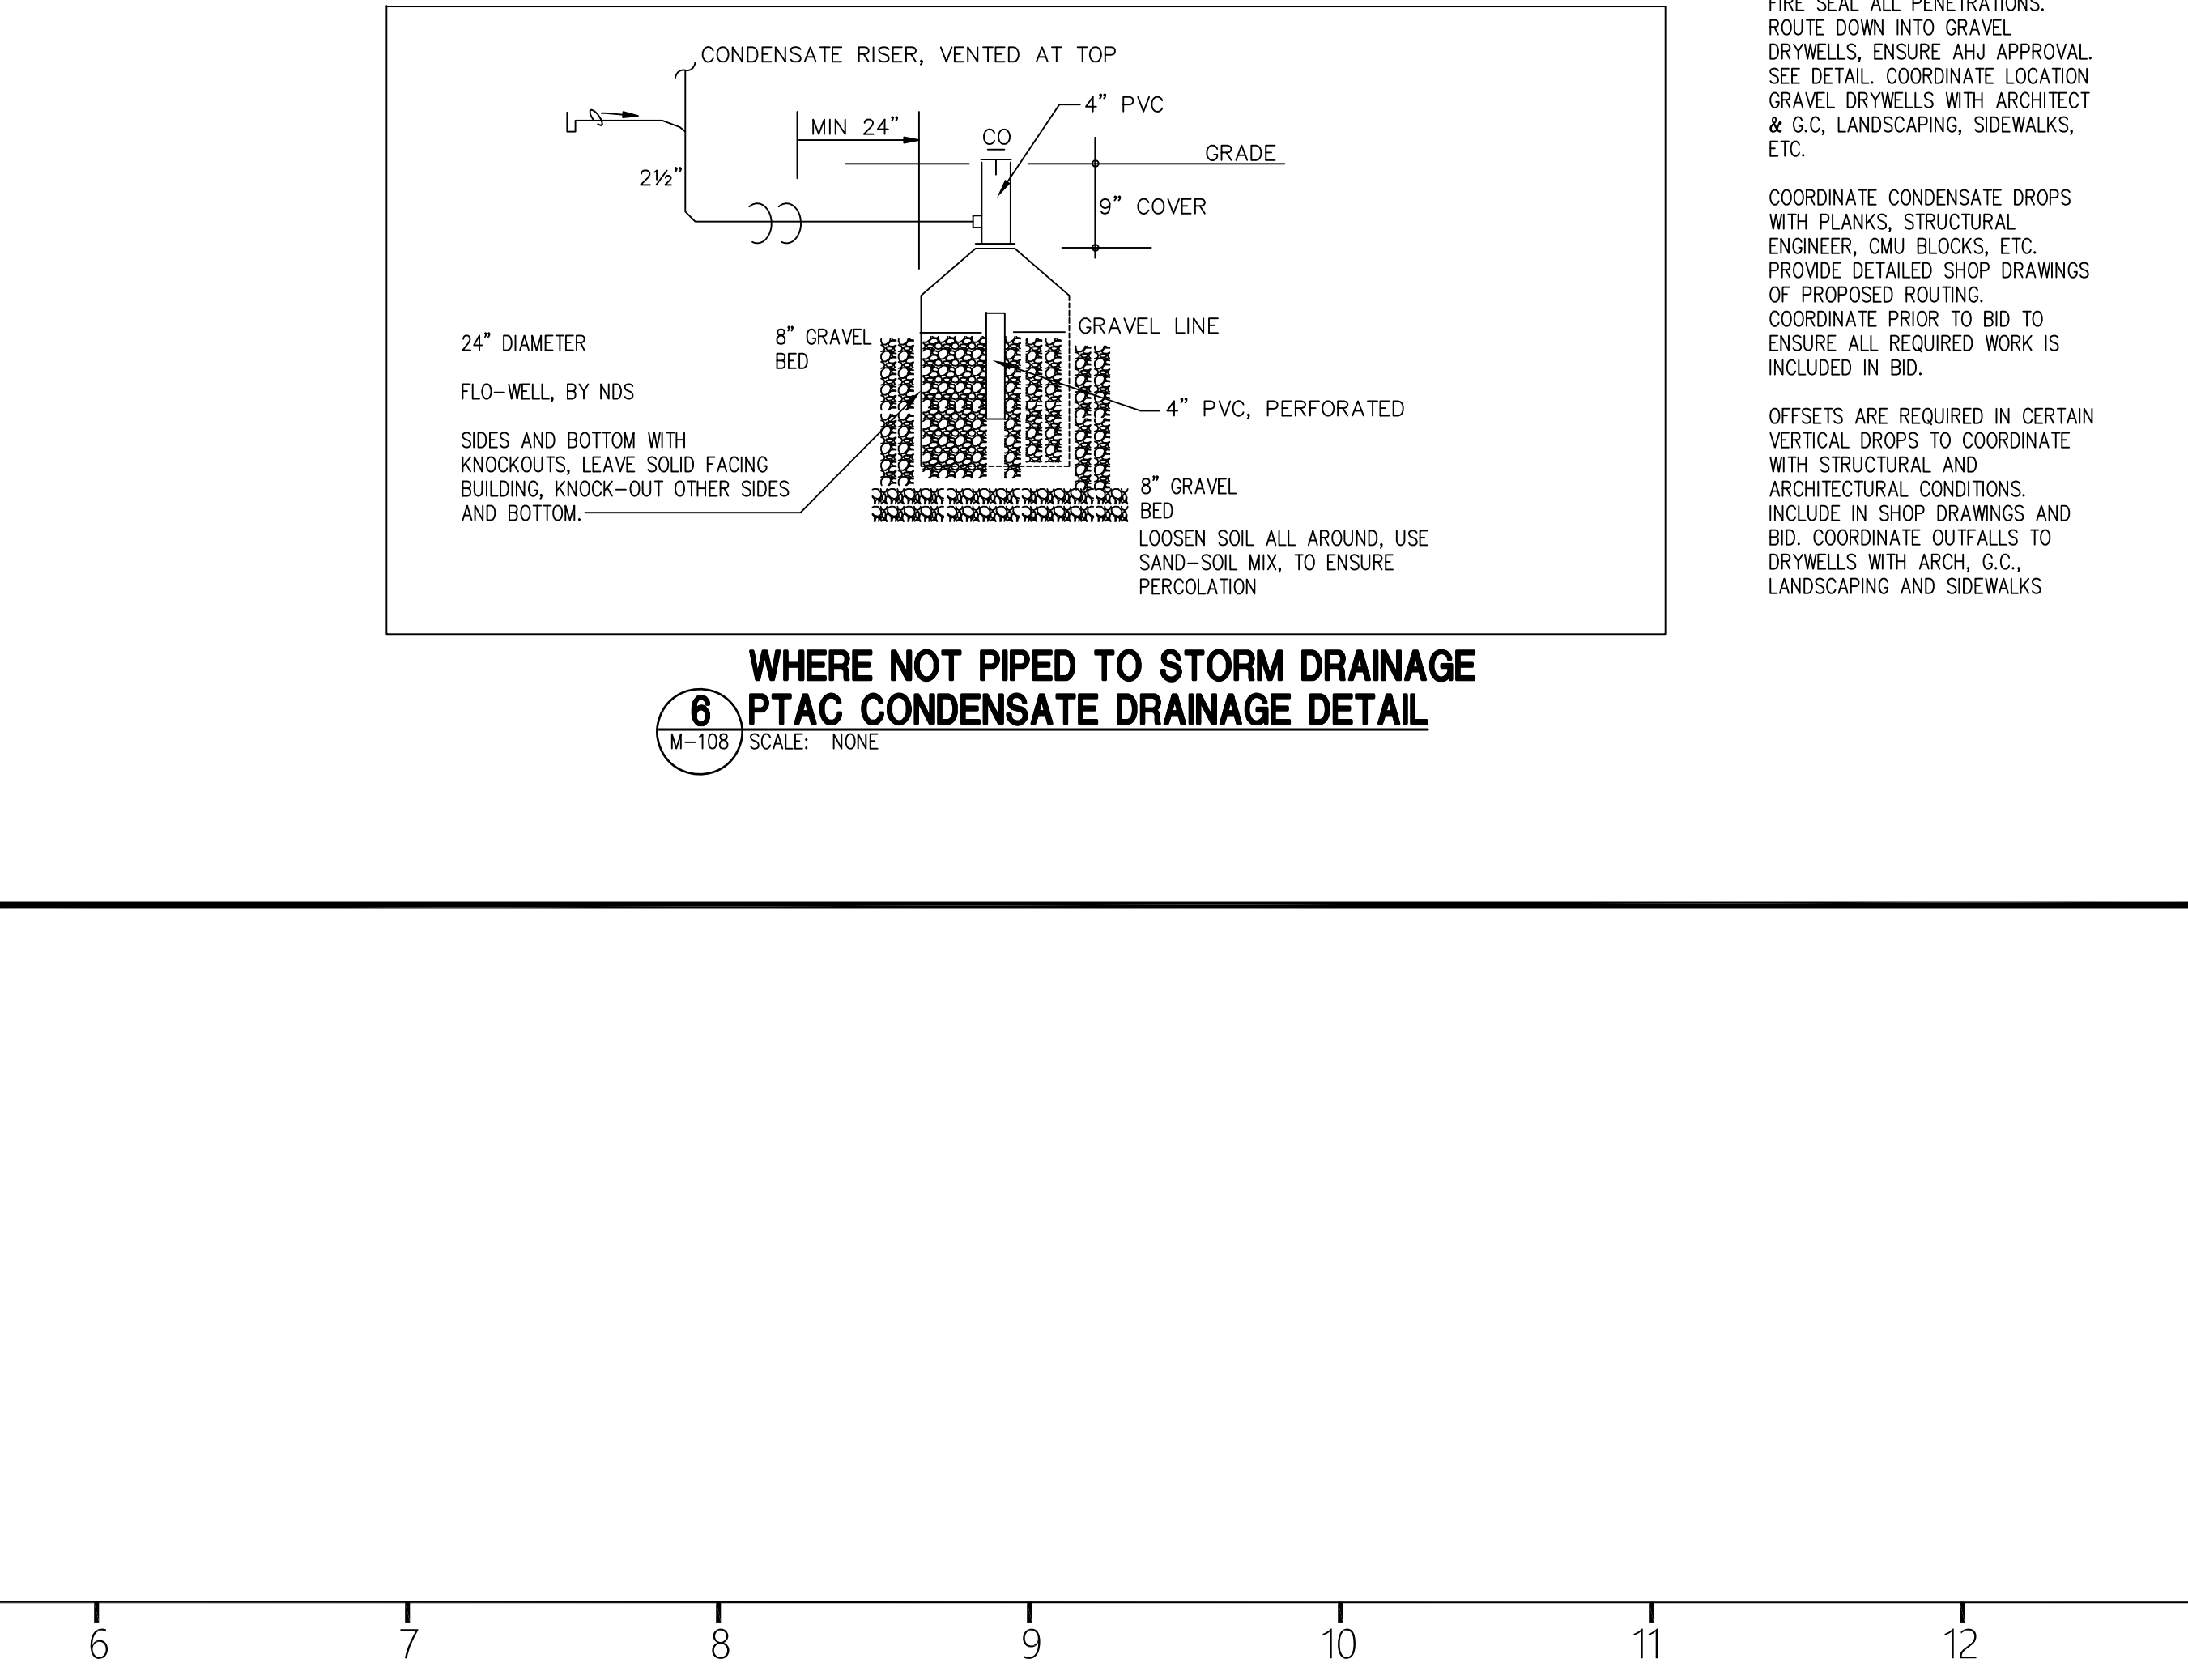 CONDENSATE RISER, VENTED AT TOP
4" PVC
MIN 24"
CO
GRADE
2½"
9" COVER
24" DIAMETER
FLO-WELL, BY NDS
SIDES AND BOTTOM WITH
KNOCKOUTS, LEAVE SOLID FACING
BUILDING, KNOCK-OUT OTHER SIDES
AND BOTTOM.
8" GRAVEL
BED
GRAVEL LINE
4" PVC, PERFORATED
8" GRAVEL
BED
LOOSEN SOIL ALL AROUND, USE
SAND-SOIL MIX, TO ENSURE
PERCOLATION
WHERE NOT PIPED TO STORM DRAINAGE
6 PTAC CONDENSATE DRAINAGE DETAIL
M-108 SCALE: NONE
FIRE SEAL ALL PENETRATIONS.
ROUTE DOWN INTO GRAVEL
DRYWELLS, ENSURE AHJ APPROVAL.
SEE DETAIL. COORDINATE LOCATION
GRAVEL DRYWELLS WITH ARCHITECT
& G.C, LANDSCAPING, SIDEWALKS,
ETC.
COORDINATE CONDENSATE DROPS
WITH PLANKS, STRUCTURAL
ENGINEER, CMU BLOCKS, ETC.
PROVIDE DETAILED SHOP DRAWINGS
OF PROPOSED ROUTING.
COORDINATE PRIOR TO BID TO
ENSURE ALL REQUIRED WORK IS
INCLUDED IN BID.
OFFSETS ARE REQUIRED IN CERTAIN
VERTICAL DROPS TO COORDINATE
WITH STRUCTURAL AND
ARCHITECTURAL CONDITIONS.
INCLUDE IN SHOP DRAWINGS AND
BID. COORDINATE OUTFALLS TO
DRYWELLS WITH ARCH, G.C.,
LANDSCAPING AND SIDEWALKS
6 7 8 9 10 11 12